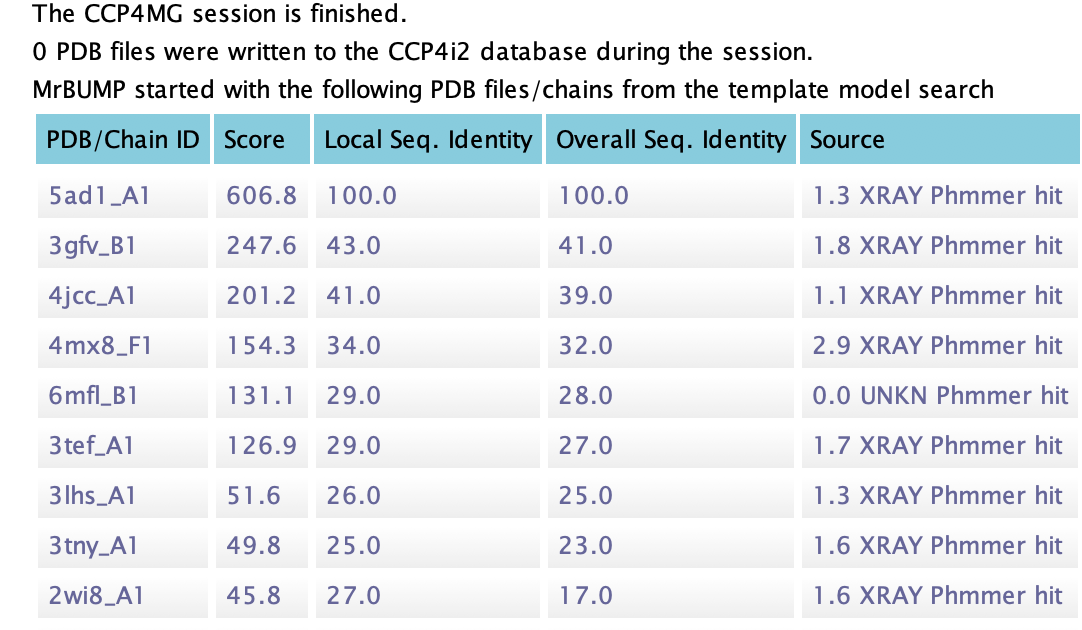 The CCP4MG session is finished.
0 PDB files were written to the CCP4i2 database during the session.
MrBUMP started with the following PDB files/chains from the template model search
PDB/Chain ID Score Local Seq. Identity Overall Seq. Identity Source
5ad1_A1 606.8 100.0 100.0 1.3 XRAY Phmmer hit
3gfv_B1 247.6 43.0 41.0 1.8 XRAY Phmmer hit
4jcc_A1 201.2 41.0 39.0 1.1 XRAY Phmmer hit
4mx8_F1 154.3 34.0 32.0 2.9 XRAY Phmmer hit
6mfl_B1 131.1 29.0 28.0 0.0 UNKN Phmmer hit
3tef_A1 126.9 29.0 27.0 1.7 XRAY Phmmer hit
3lhs_A1 51.6 26.0 25.0 1.3 XRAY Phmmer hit
3tny_A1 49.8 25.0 23.0 1.6 XRAY Phmmer hit
2wi8_A1 45.8 27.0 17.0 1.6 XRAY Phmmer hit